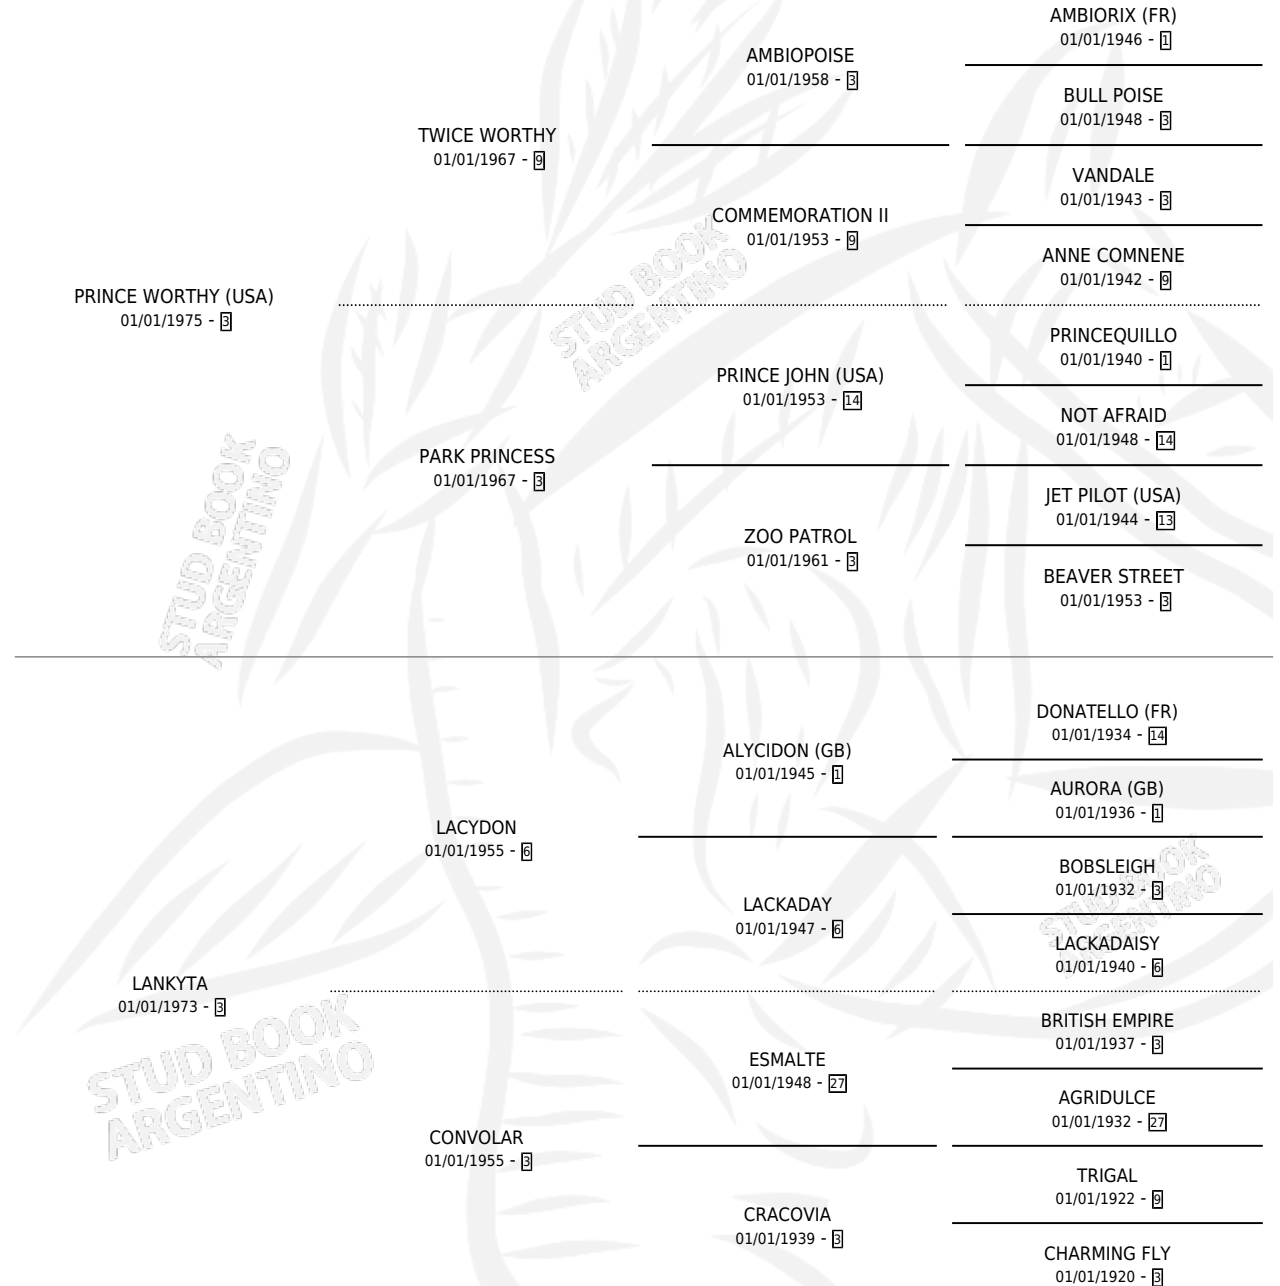 AMBIORIX (FR)
01/01/1946 - 1
AMBIOPOISE
01/01/1958 - 3
BULL POISE
01/01/1948 - 3
TWICE WORTHY
01/01/1967 - 9
VANDALE
01/01/1943 - 3
COMMEMORATION II
01/01/1953 - 9
ANNE COMNENE
01/01/1942 - 9
PRINCE WORTHY (USA)
01/01/1975 - 3
PRINCEQUILLO
01/01/1940 - 1
PRINCE JOHN (USA)
01/01/1953 - 14
NOT AFRAID
01/01/1948 - 14
PARK PRINCESS
01/01/1967 - 3
JET PILOT (USA)
01/01/1944 - 13
ZOO PATROL
01/01/1961 - 3
BEAVER STREET
01/01/1953 - 3
STUD BOOK
ARGENTINO
STUD BOOK
ARGENTINO
DONATELLO (FR)
01/01/1934 - 14
ALYCIDON (GB)
01/01/1945 - 1
AURORA (GB)
01/01/1936 - 1
LACYDON
01/01/1955 - 6
BOBSLEIGH
01/01/1932 - 3
LACKADAY
01/01/1947 - 6
LACKADAISY
01/01/1940 - 6
LANKYTA
01/01/1973 - 3
BRITISH EMPIRE
01/01/1937 - 3
ESMALTE
01/01/1948 - 27
AGRIDULCE
01/01/1932 - 27
CONVOLAR
01/01/1955 - 3
TRIGAL
01/01/1922 - 9
CRACOVIA
01/01/1939 - 3
CHARMING FLY
01/01/1920 - 3
STUD BOOK
ARGENTINO
STUD BOOK
ARGENTINO